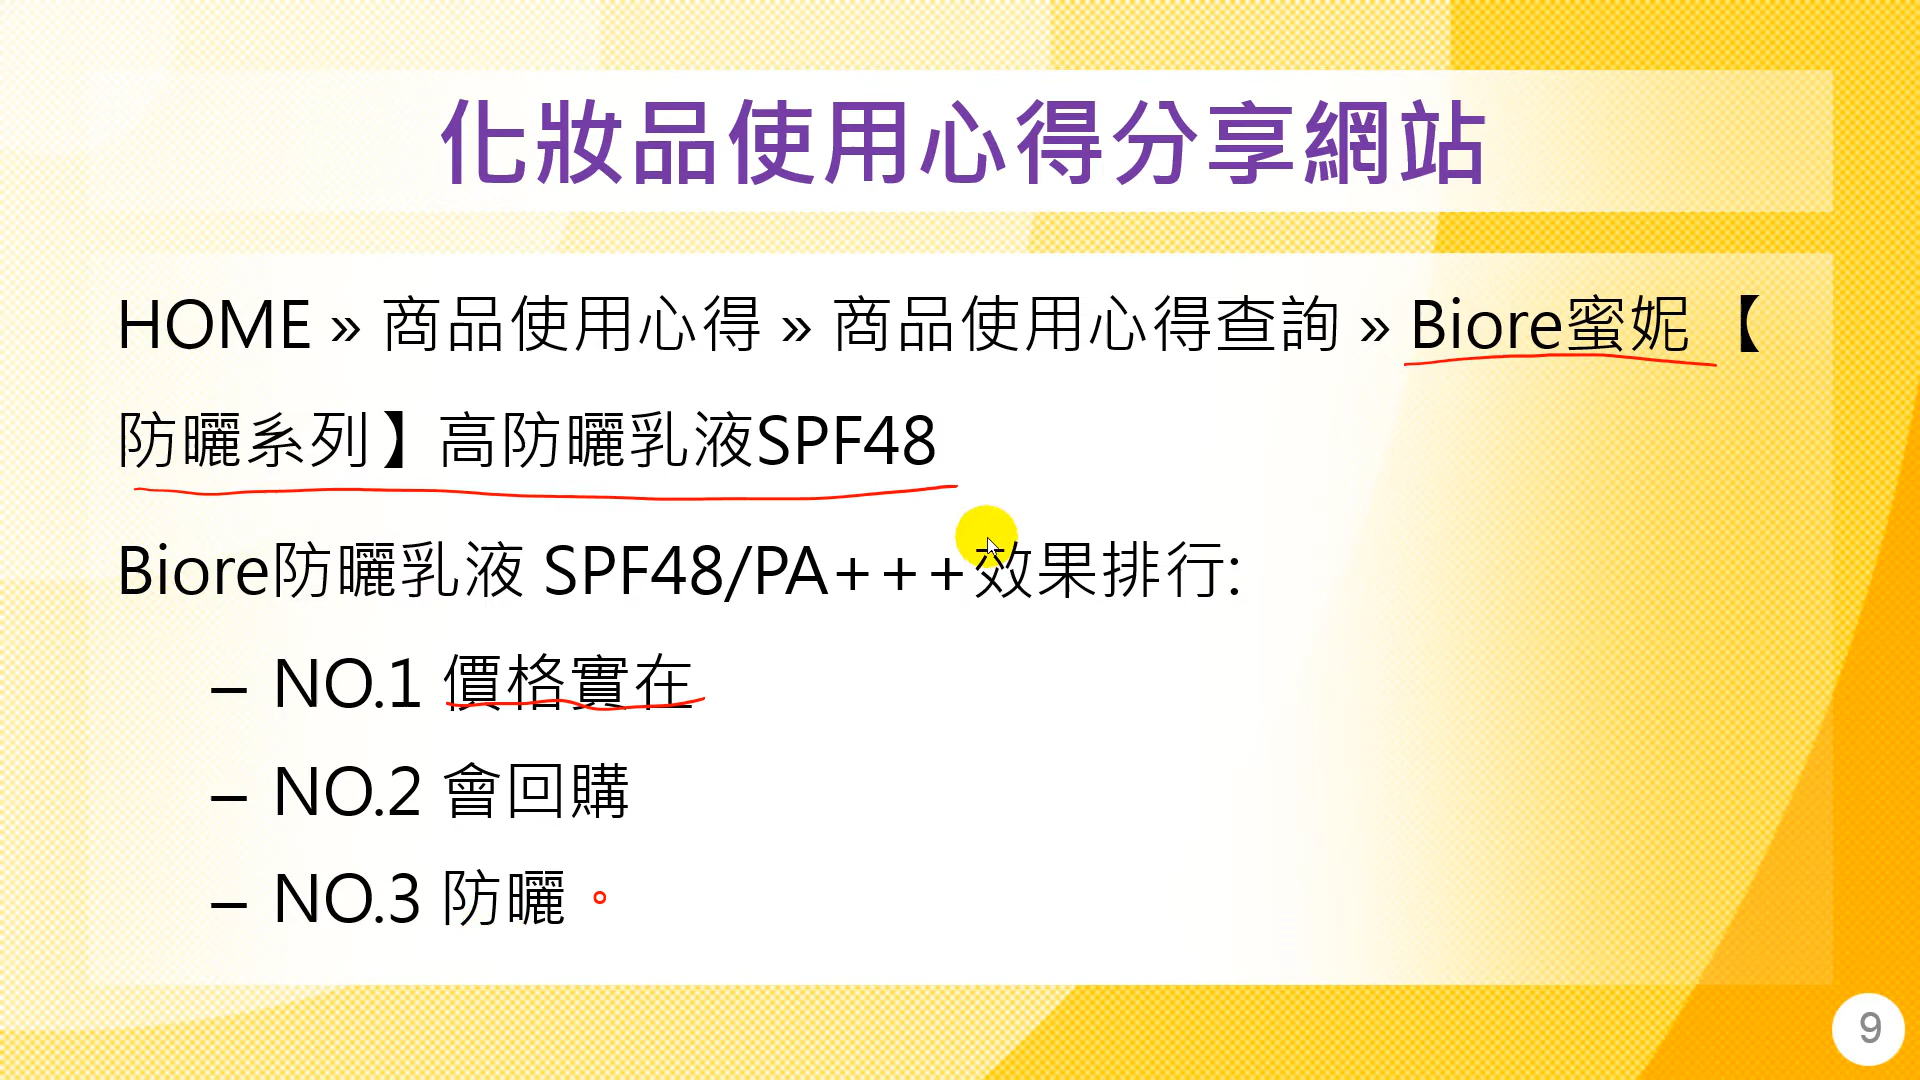 化妝品使用心得分享網站
HOME » 商品使用心得 » 商品使用心得查詢 » Biore蜜妮【
防曬系列】高防曬乳液SPF48
Biore防曬乳液 SPF48/PA+++效果排行:
– NO.1 價格實在
– NO.2 會回購
– NO.3 防曬。
9